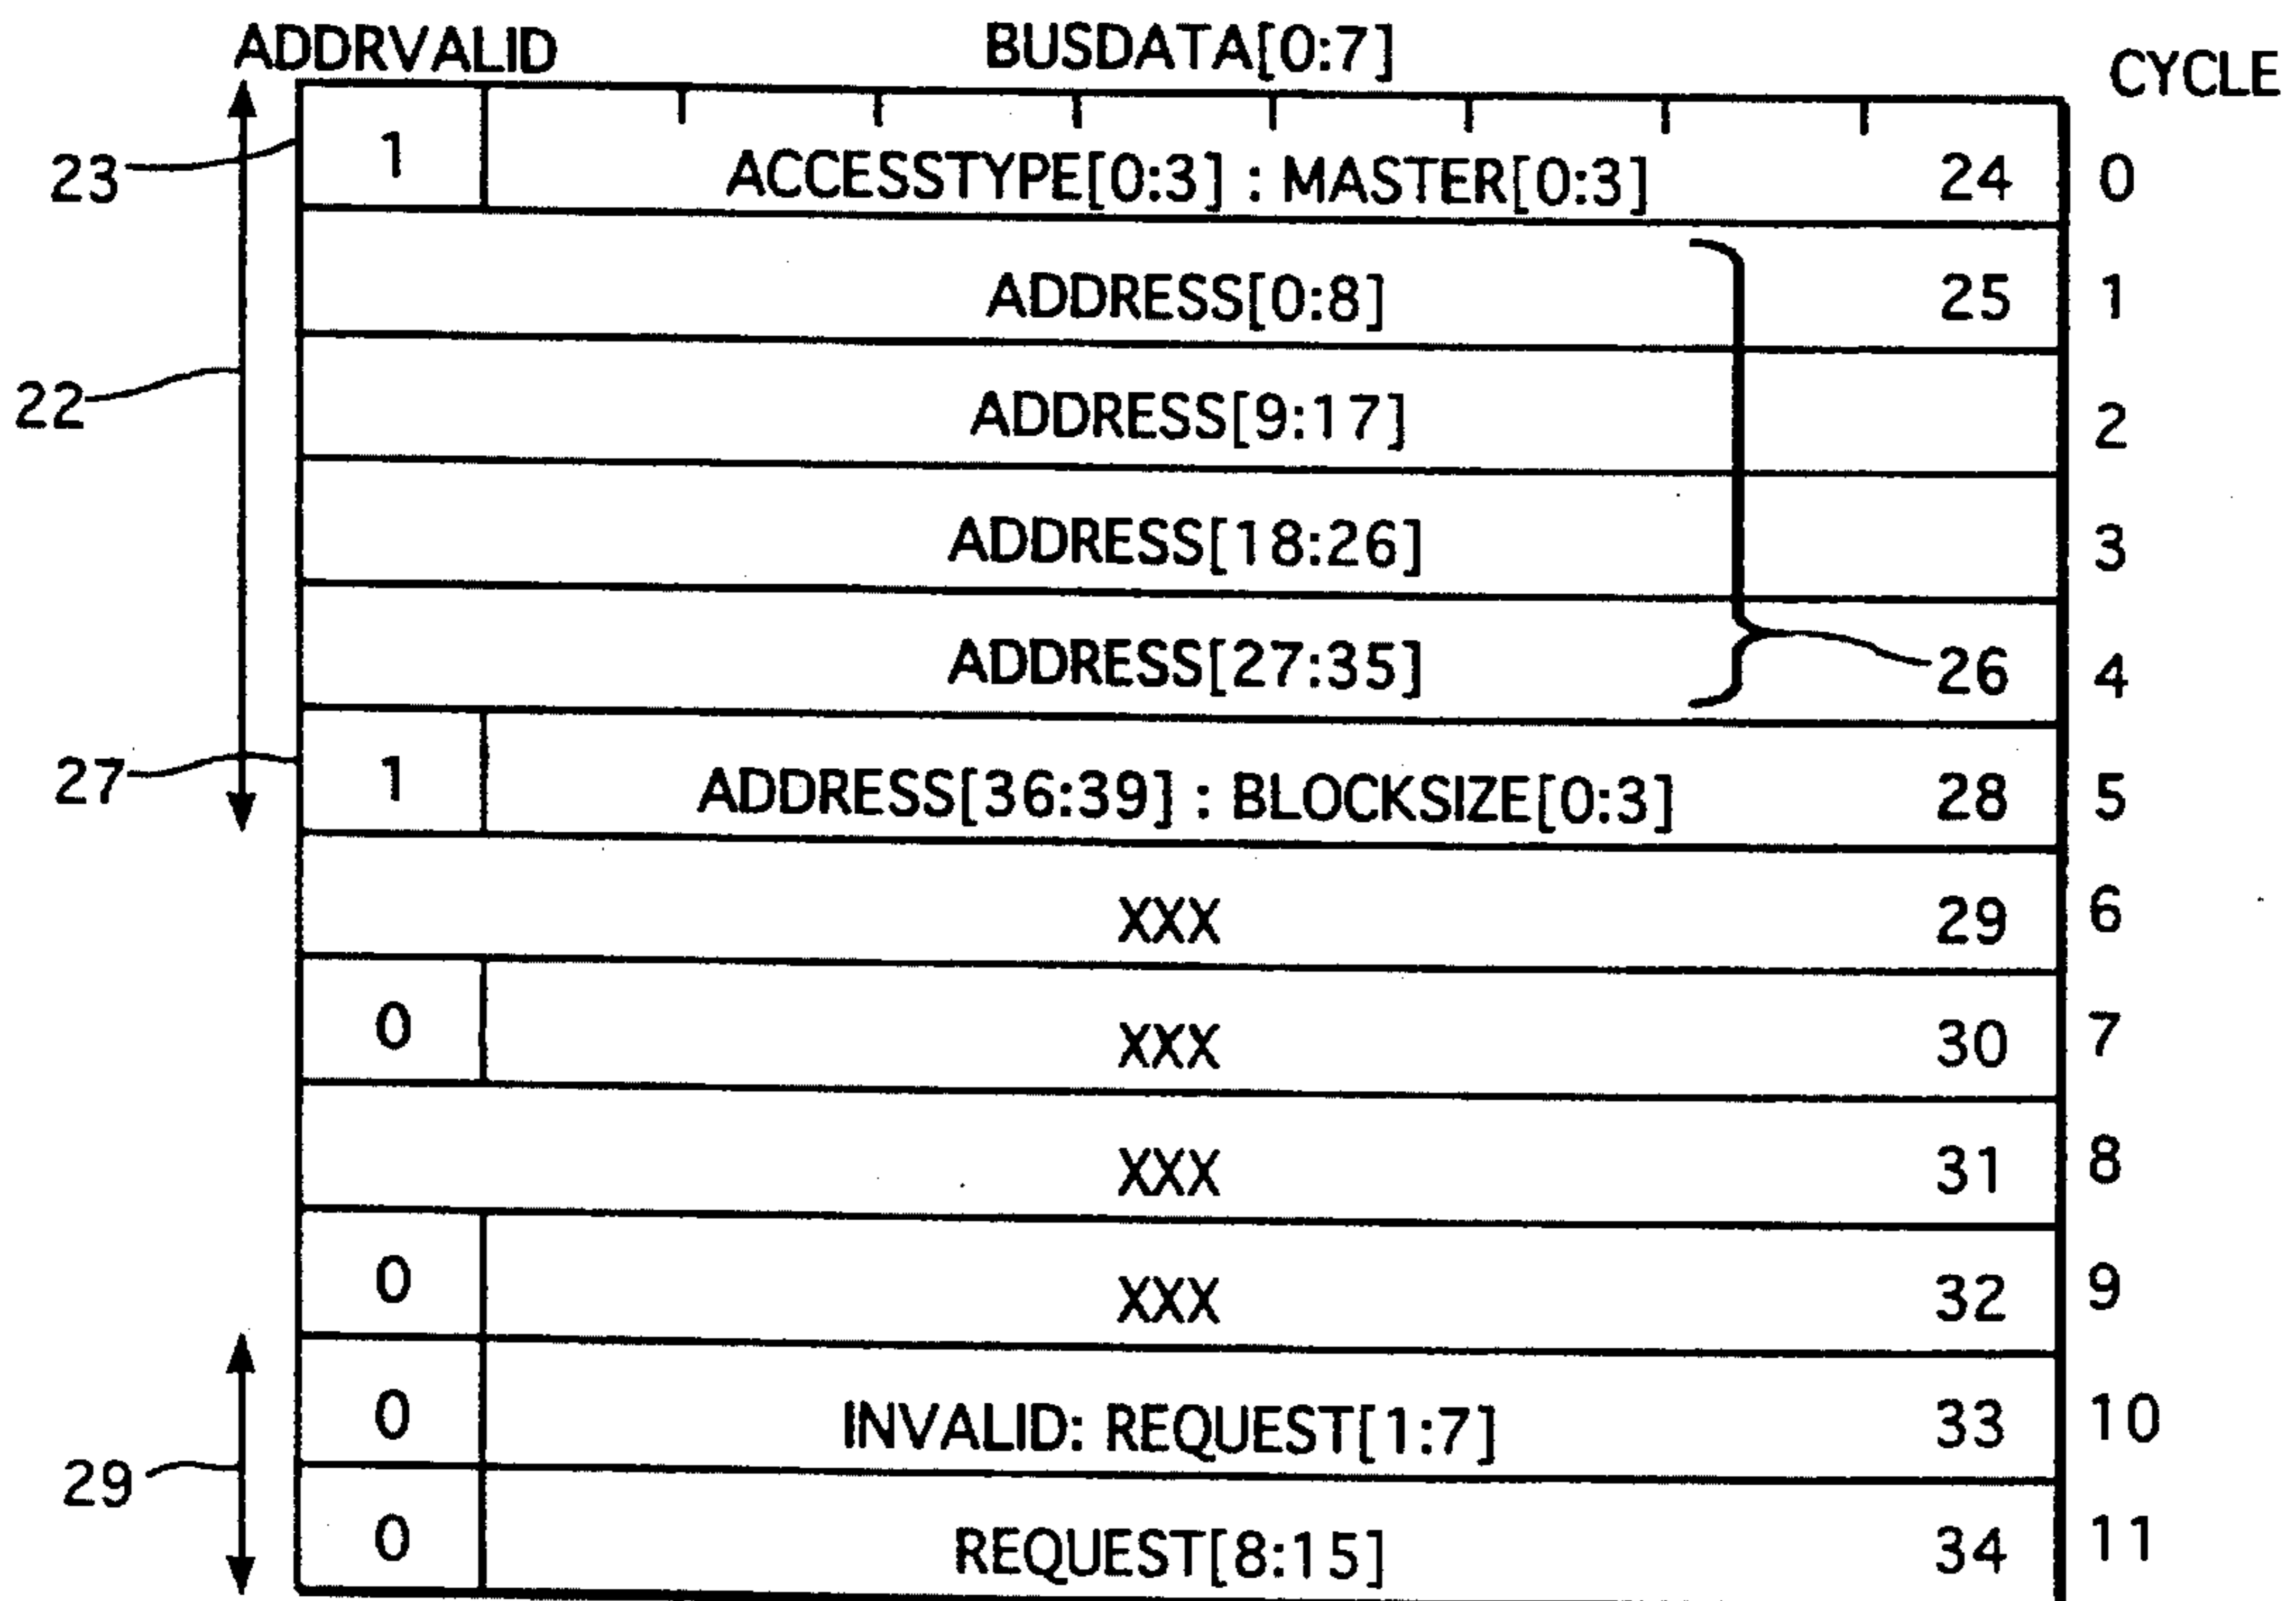 ADDRVALID BUSDATA[0:7] CYCLE
23 1 ACCESSTYPE[0:3] : MASTER[0:3] 24 0
ADDRESS[0:8] 25 1
22 ADDRESS[9:17] 2
ADDRESS[18:26] 3
ADDRESS[27:35] 26 4
27 1 ADDRESS[36:39] : BLOCKSIZE[0:3] 28 5
XXX 29 6
0 XXX 30 7
XXX 31 8
0 XXX 32 9
0 INVALID: REQUEST[1:7] 33 10
29 0 REQUEST[8:15] 34 11